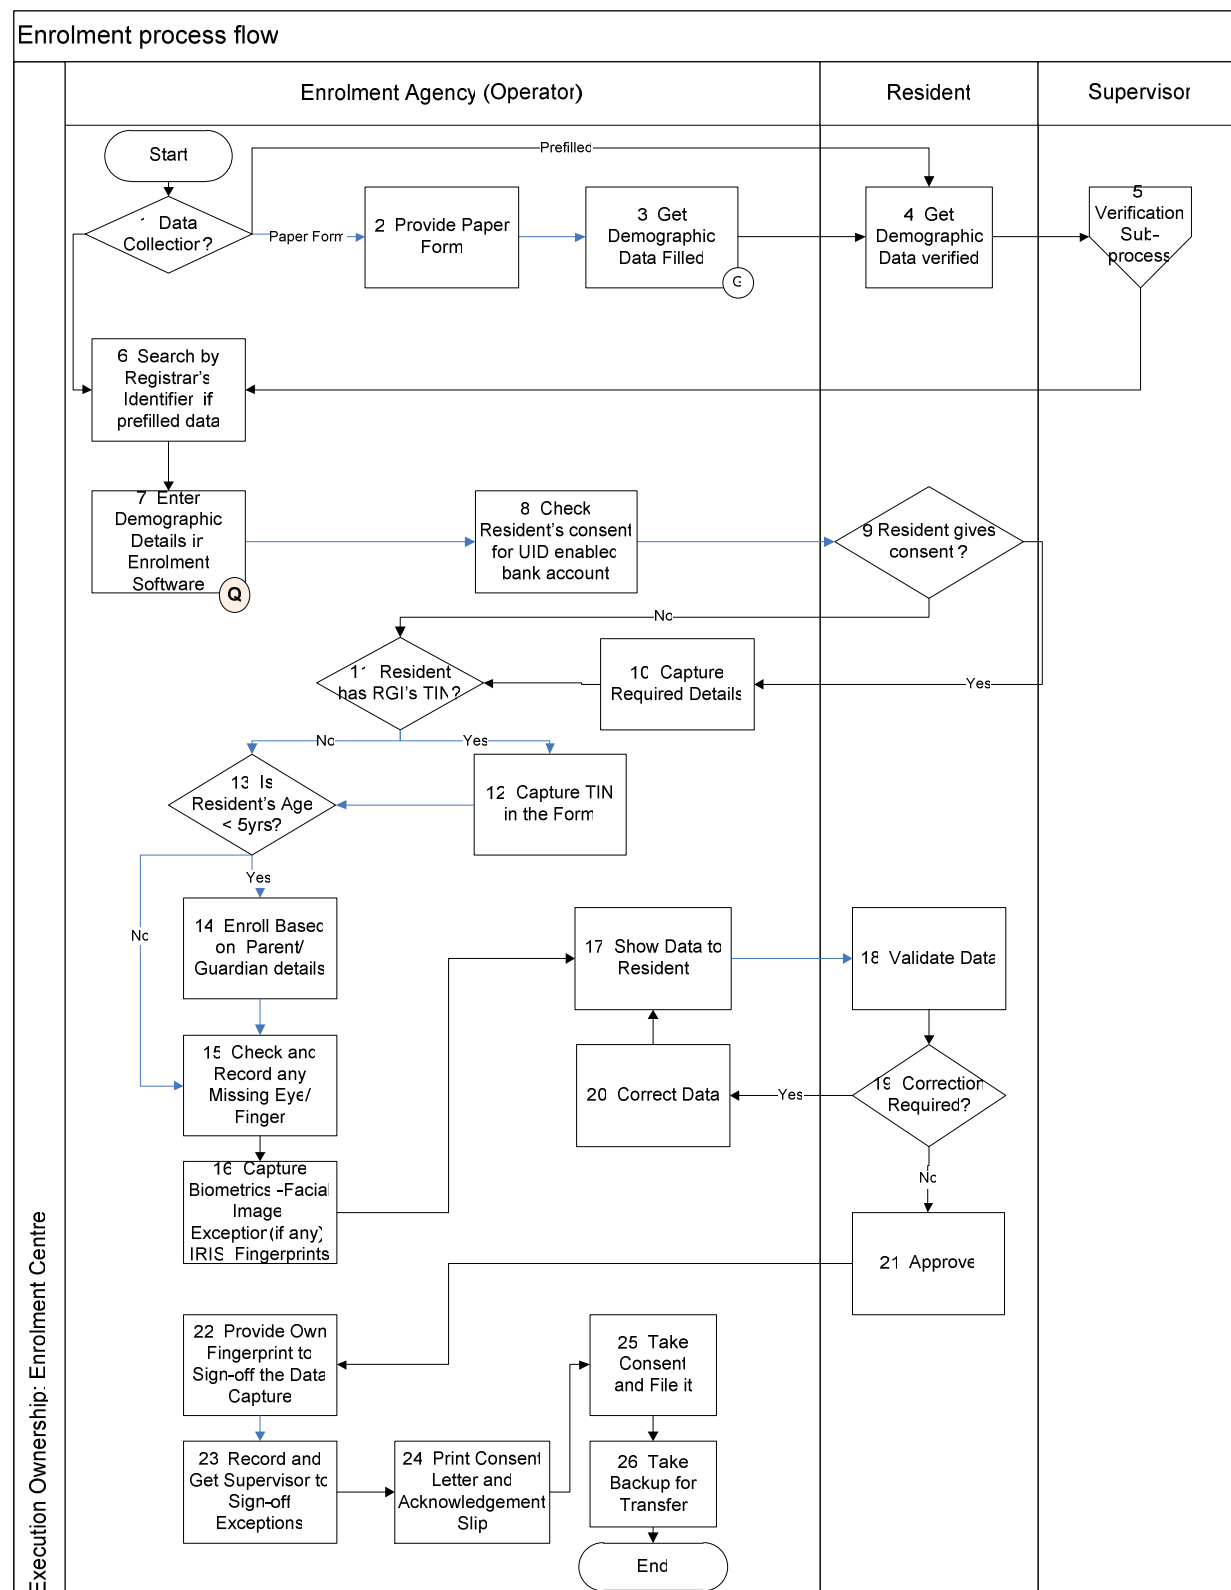 Enrolment process flow
Enrolment Agency (Operator)
Resident
Supervisor
Start
Prefilled
1 Data
Collection?
Paper Form
2 Provide Paper
Form
3 Get
Demographic
Data Filled
G
4 Get
Demographic
Data verified
5
Verification
Sub-
process
6 Search by
Registrar's
Identifier if
prefilled data
7 Enter
Demographic
Details in
Enrolment
Software
Q
8 Check
Resident's consent
for UID enabled
bank account
9 Resident gives
consent ?
No
11 Resident
has RGI's TIN?
10 Capture
Required Details
Yes
No
Yes
13 Is
Resident's Age
< 5yrs?
12 Capture TIN
in the Form
Yes
No
14 Enroll Based
on Parent/
Guardian details
17 Show Data to
Resident
18 Validate Data
15 Check and
Record any
Missing Eye/
Finger
20 Correct Data
Yes
19 Correction
Required?
No
16 Capture
Biometrics -Facial
Image
Exception(if any)
IRIS Fingerprints
21 Approve
22 Provide Own
Fingerprint to
Sign-off the Data
Capture
25 Take
Consent
and File it
23 Record and
Get Supervisor to
Sign-off
Exceptions
24 Print Consent
Letter and
Acknowledgement
Slip
26 Take
Backup for
Transfer
End
Execution Ownership: Enrolment Centre